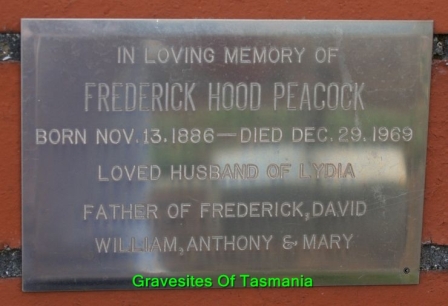 IN LOVING MEMORY OF
FREDERICK HOOD PEACOCK
BORN NOV. 13. 1886 — DIED DEC. 29. 1969
LOVED HUSBAND OF LYDIA
FATHER OF FREDERICK, DAVID
WILLIAM, ANTHONY & MARY
Gravesites Of Tasmania